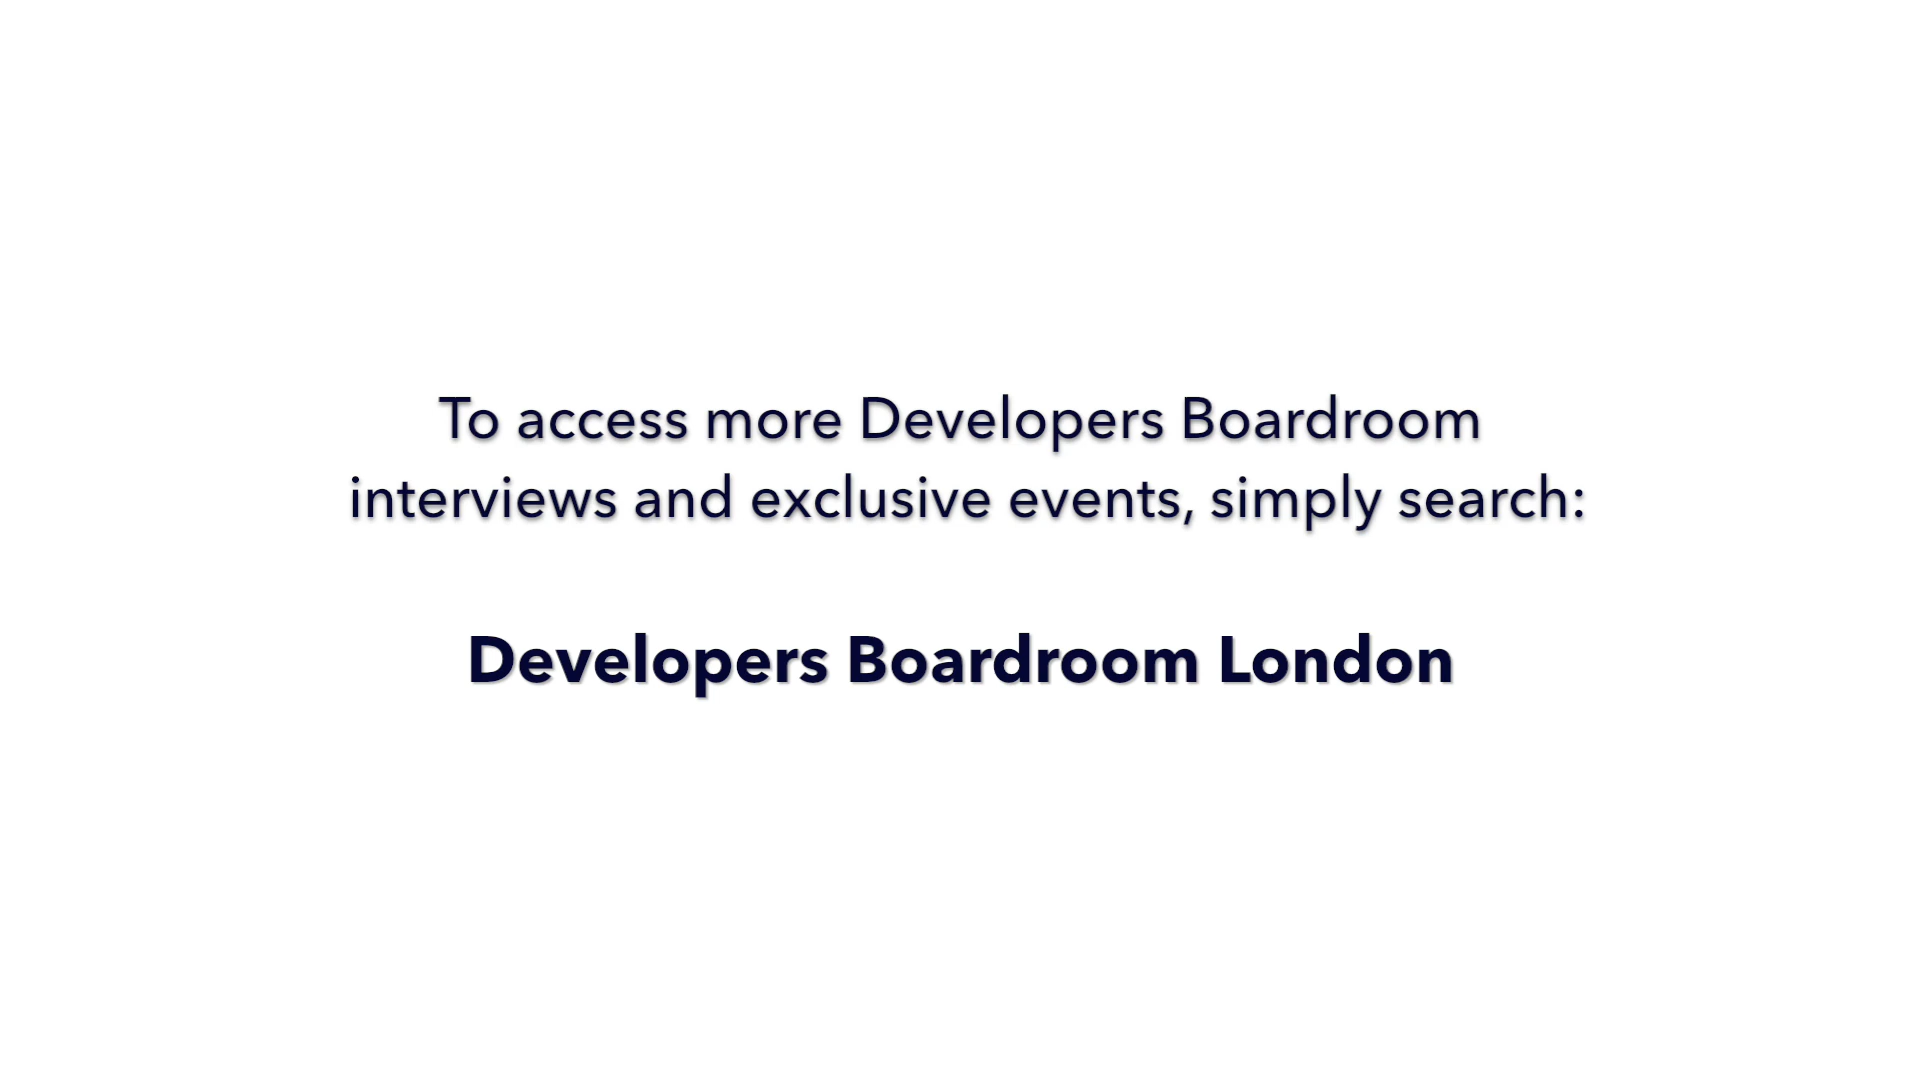 To access more Developers Boardroom
interviews and exclusive events, simply search:
Developers Boardroom London